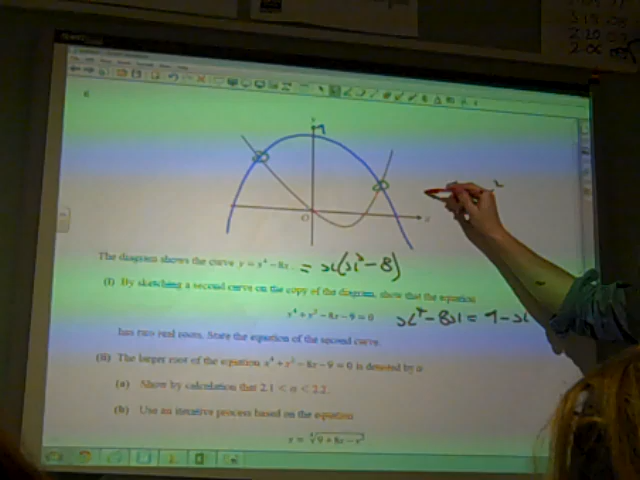 6
y
9
2
O
x
The diagram shows the curve y = x⁴ − 8x. = x(x³ − 8)
(i) By sketching a second curve on the copy of the diagram, show that the equation
x⁴ + x² − 8x − 9 = 0 x⁴ − 8x = 9 − x
has two real roots. State the equation of the second curve.
(ii) The larger root of the equation x⁴ + x² − 8x − 9 = 0 is denoted by α
(a) Show by calculation that 2.1 < α < 2.2.
(b) Use an iterative process based on the equation
x = ∜(9 + 8x − x²)